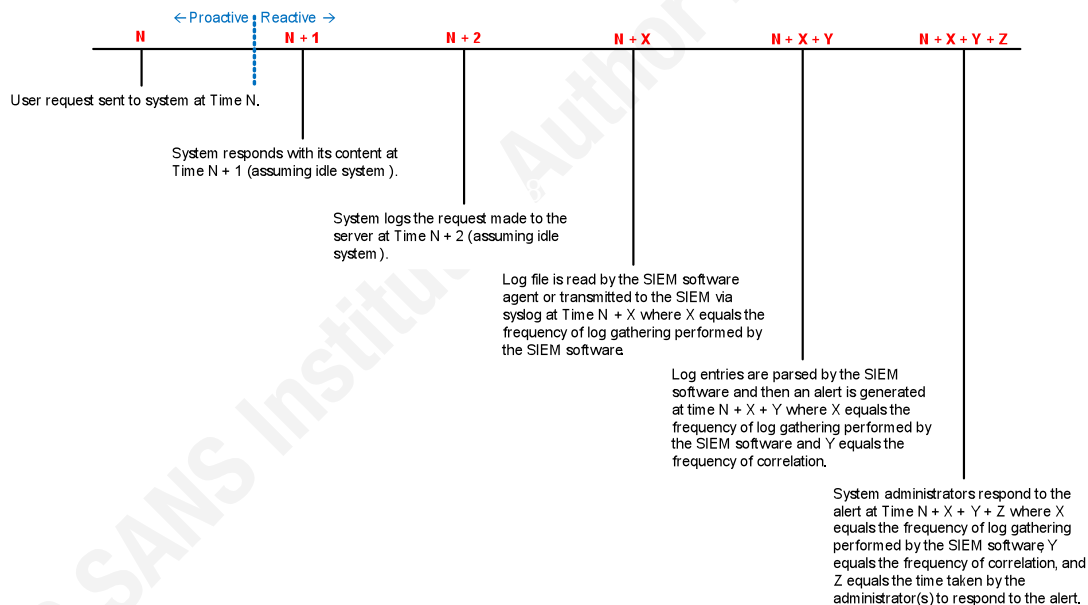 ← Proactive Reactive →
N N + 1 N + 2 N + X N + X + Y N + X + Y + Z
User request sent to system at Time N.
System responds with its content at
Time N + 1 (assuming idle system ).
System logs the request made to the
server at Time N + 2 (assuming idle
system ).
Log file is read by the SIEM software
agent or transmitted to the SIEM via
syslog at Time N + X where X equals the
frequency of log gathering performed by
the SIEM software.
Log entries are parsed by the SIEM
software and then an alert is generated
at time N + X + Y where X equals the
frequency of log gathering performed by
the SIEM software and Y equals the
frequency of correlation.
System administrators respond to the
alert at Time N + X + Y + Z where X
equals the frequency of log gathering
performed by the SIEM software, Y
equals the frequency of correlation, and
Z equals the time taken by the
administrator(s) to respond to the alert.
SANS Institu
Author